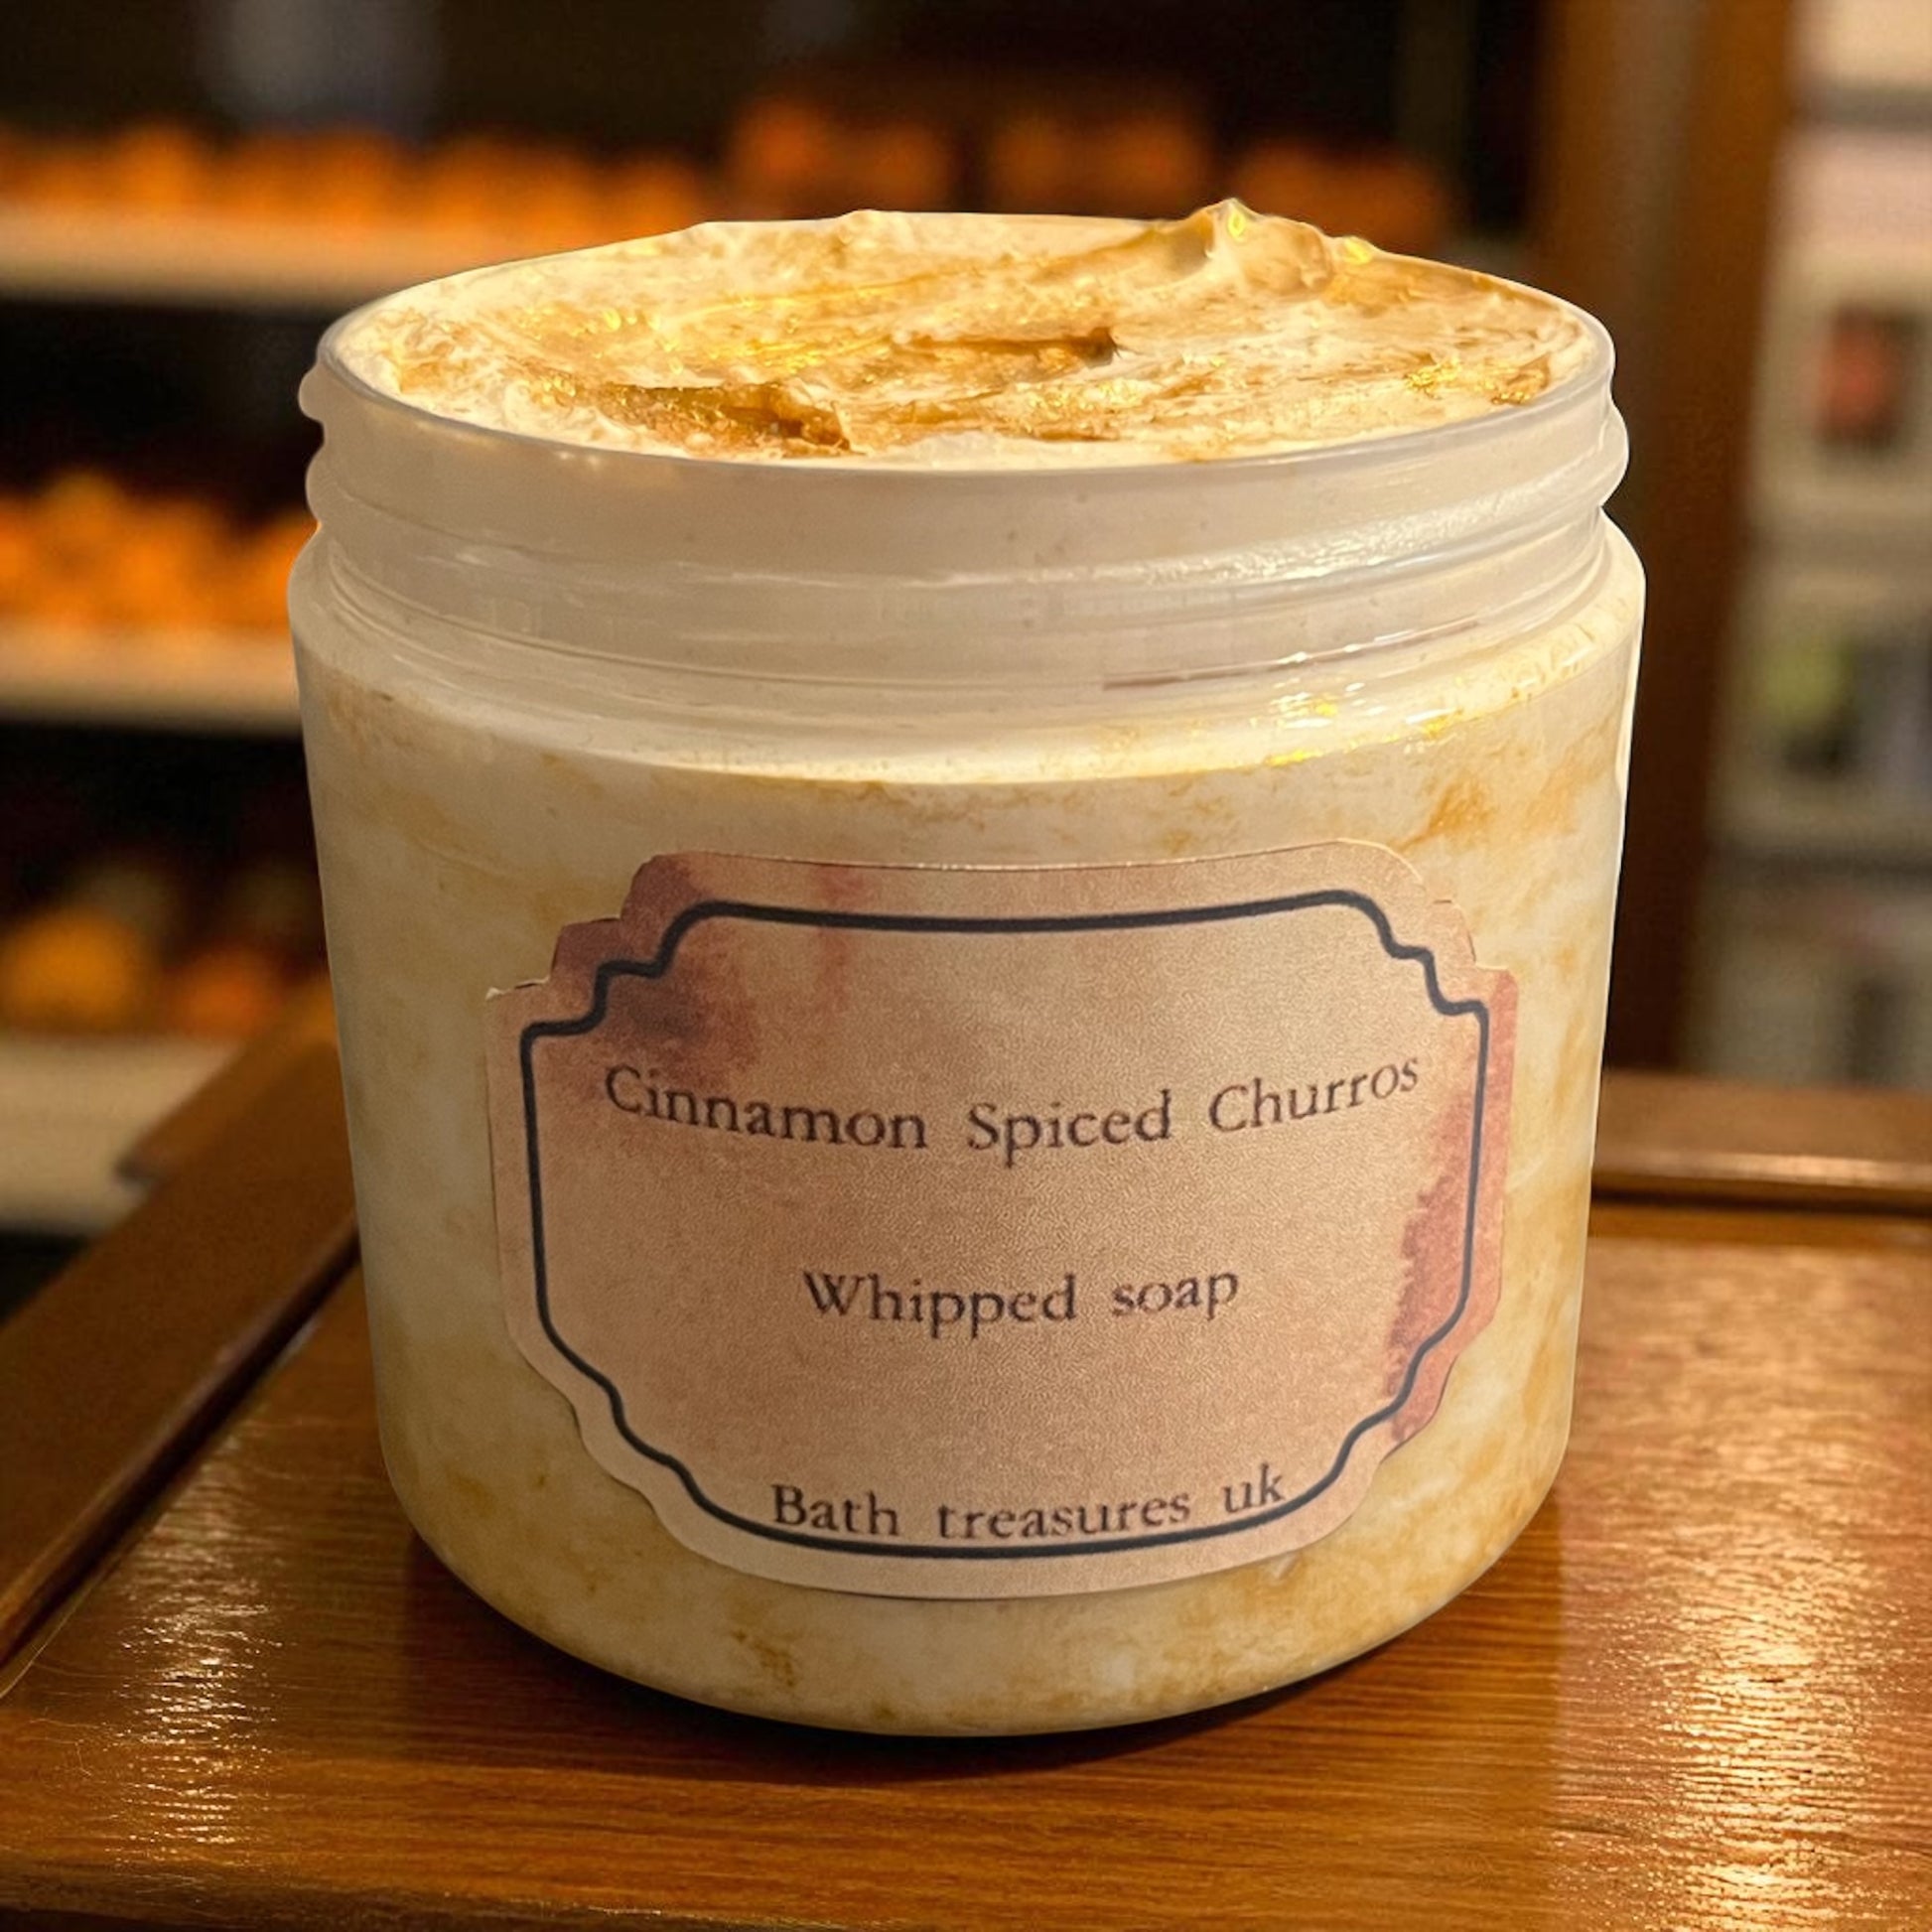 Cinnamon Spiced Churros
Whipped soap
Bath treasures uk